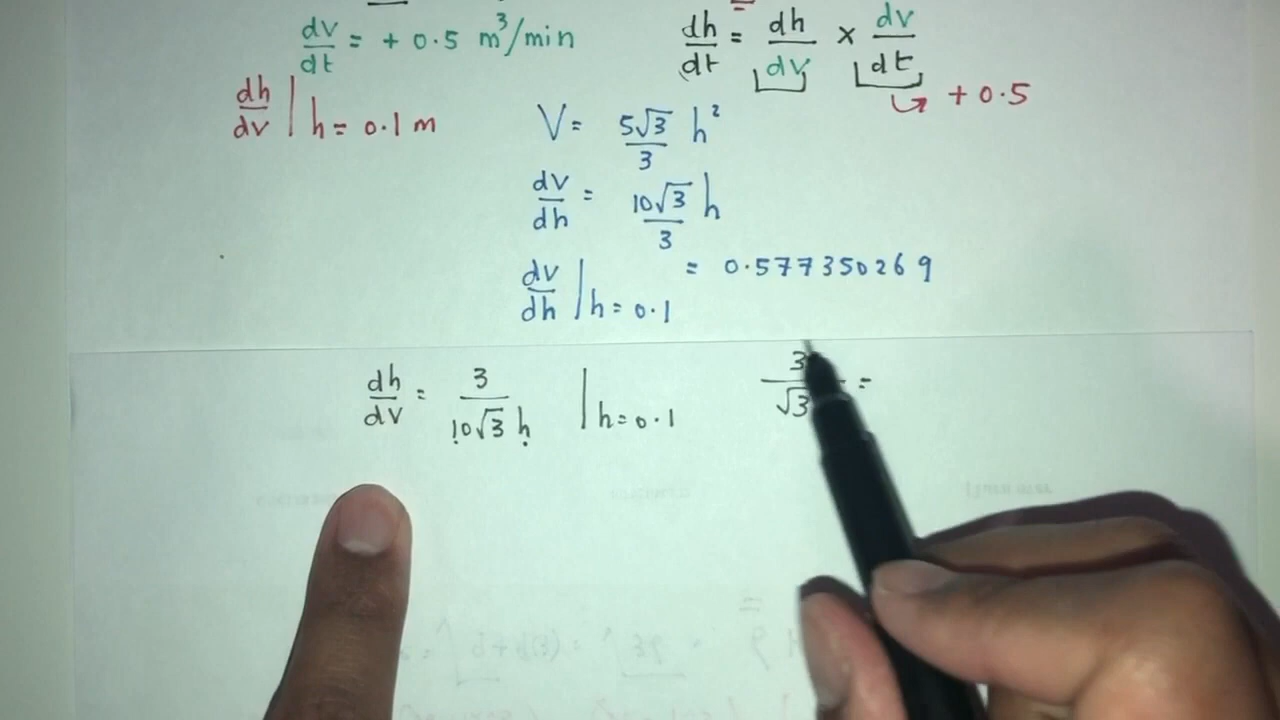 dv/dt = + 0.5 m³/min
dh/dt = dh/dv × dv/dt
↳ + 0.5
dh/dv | h = 0.1 m
V = 5√3/3 h²
dv/dh = 10√3/3 h
dv/dh | h = 0.1 = 0.577350269
dh/dv = 3/10√3 h | h = 0.1
3/√3 =